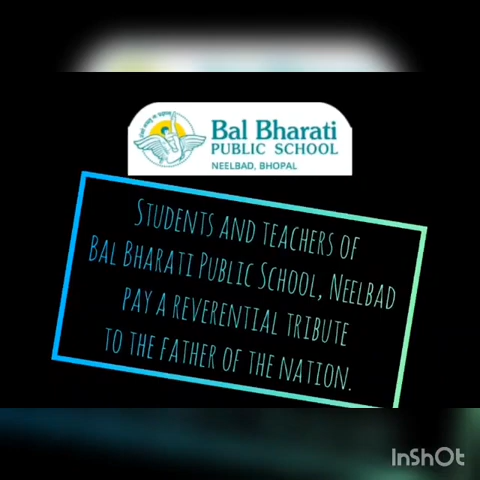 Bal Bharati
PUBLIC SCHOOL
NEELBAD, BHOPAL
STUDENTS AND TEACHERS OF
BAL BHARATI PUBLIC SCHOOL, NEELBAD
PAY A REVERENTIAL TRIBUTE
TO THE FATHER OF THE NATION.
InShOt